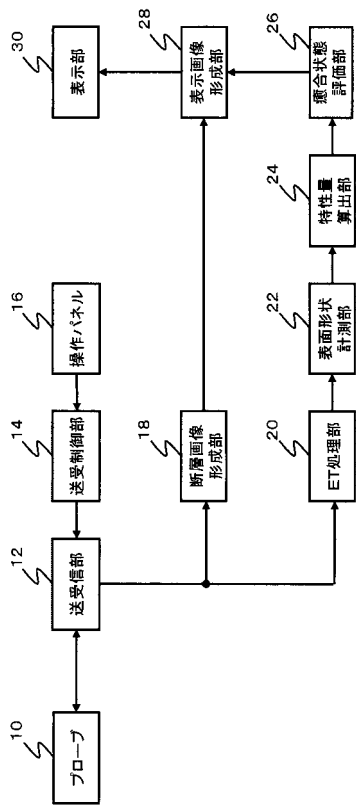 10
プローブ
12
送受信部
14
送受制御部
16
操作パネル
18
断層画像
形成部
20
ET処理部
22
表面形状
計測部
24
特性量
算出部
26
癒合状態
評価部
28
表示画像
形成部
30
表示部